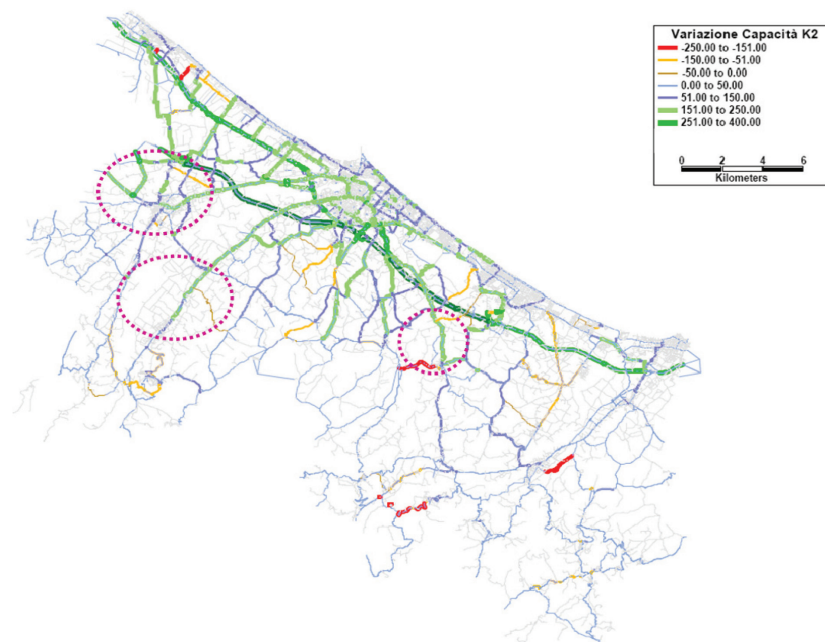 Variazione Capacità K2
-250.00 to -151.00
-150.00 to -51.00
-50.00 to 0.00
0.00 to 50.00
51.00 to 150.00
151.00 to 250.00
251.00 to 400.00
0 2 4 6
Kilometers